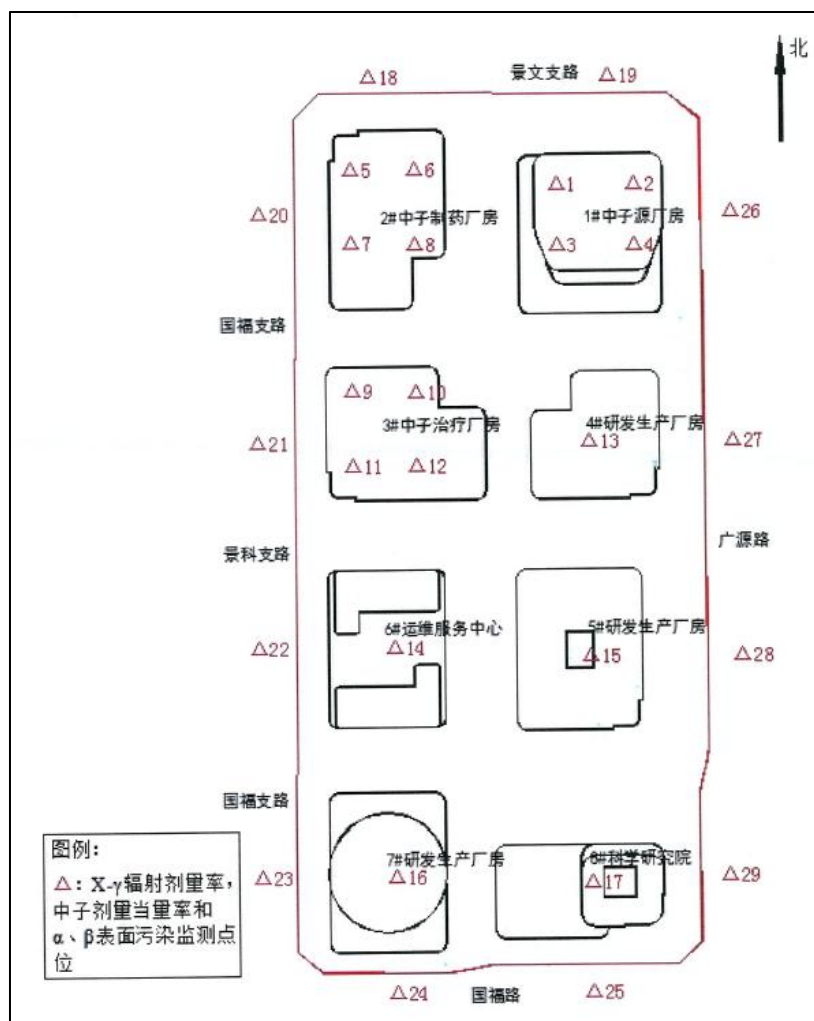 北
景文支路
△18
△19
△5
△6
△1
△2
△20
2#中子制药厂房
1#中子源厂房
△26
△7
△8
△3
△4
国福支路
△9
△10
3#中子治疗厂房
4#研发生产厂房
△21
△13
△27
△11
△12
景科支路
广源路
6#运维服务中心
5#研发生产厂房
△22
△14
△15
△28
国福支路
图例：
△：X-γ辐射剂量率，
中子剂量当量率和
α、β表面污染监测点
位
7#研发生产厂房
8#科学研究院
△23
△16
△17
△29
△24
国福路
△25